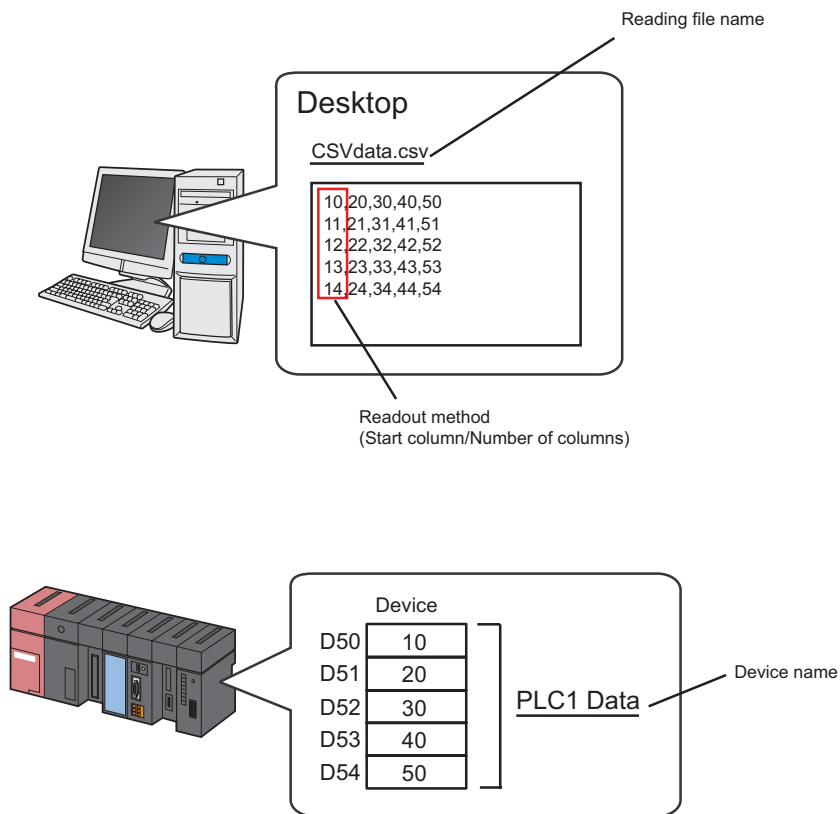 Reading file name
Desktop
CSVdata.csv
10,20,30,40,50
11,21,31,41,51
12,22,32,42,52
13,23,33,43,53
14,24,34,44,54
Readout method
(Start column/Number of columns)
Device
D50 10
D51 20
D52 30
D53 40
D54 50
PLC1 Data
Device name